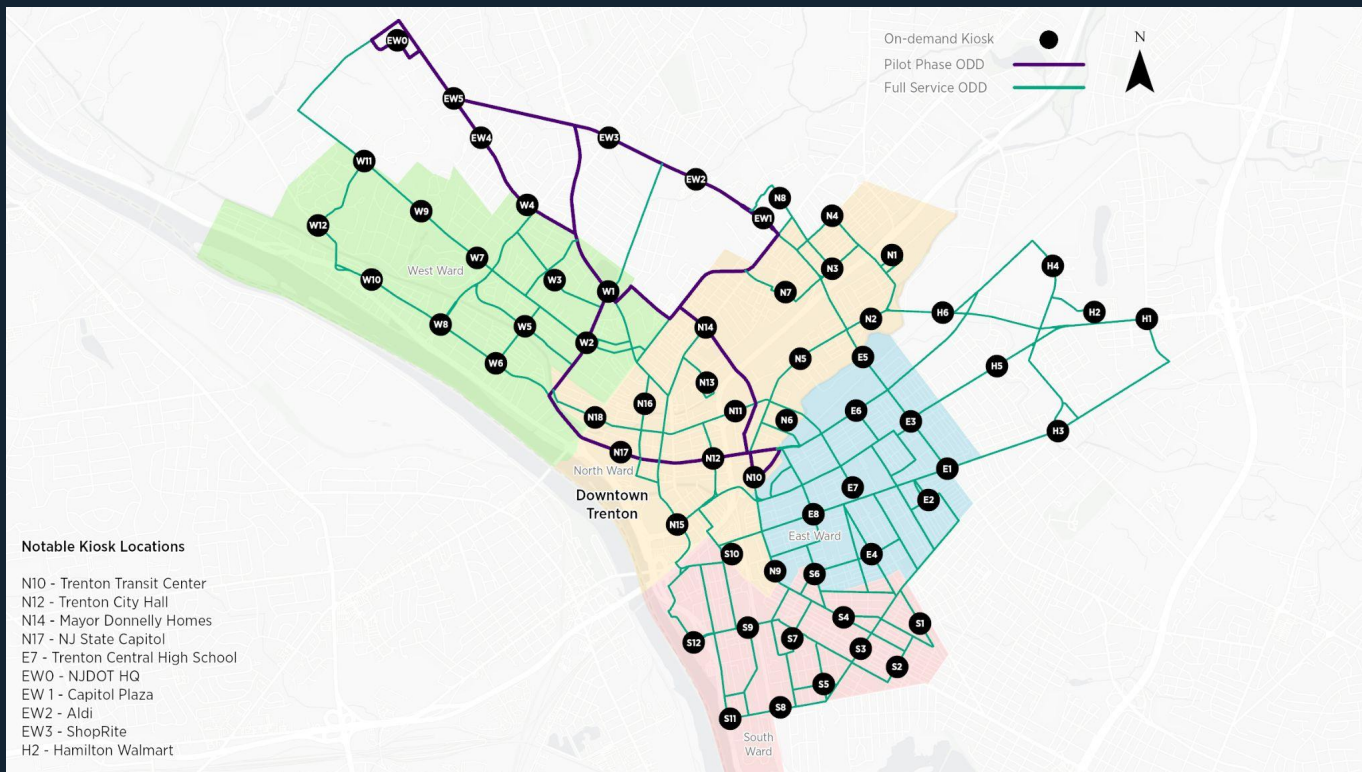 On-demand Kiosk
Pilot Phase ODD
Full Service ODD
N
EW0
EW5
EW4
EW3
EW2
EW1
N8
N4
N1
N3
N7
N2
W11
W9
W4
W12
W7
W10
West Ward
W3
W1
W8
W5
W6
W2
N14
N5
E5
H4
H6
H2
H1
H5
H3
N13
N16
N11
N18
N6
E6
E3
N17
N12
N10
North Ward
Downtown
Trenton
E1
E7
E2
E8
East Ward
N15
S10
N9
S6
E4
S12
S9
S7
S4
S1
S3
S2
S5
S8
S11
South
Ward
Notable Kiosk Locations
N10 - Trenton Transit Center
N12 - Trenton City Hall
N14 - Mayor Donnelly Homes
N17 - NJ State Capitol
E7 - Trenton Central High School
EW0 - NJDOT HQ
EW 1 - Capitol Plaza
EW2 - Aldi
EW3 - ShopRite
H2 - Hamilton Walmart